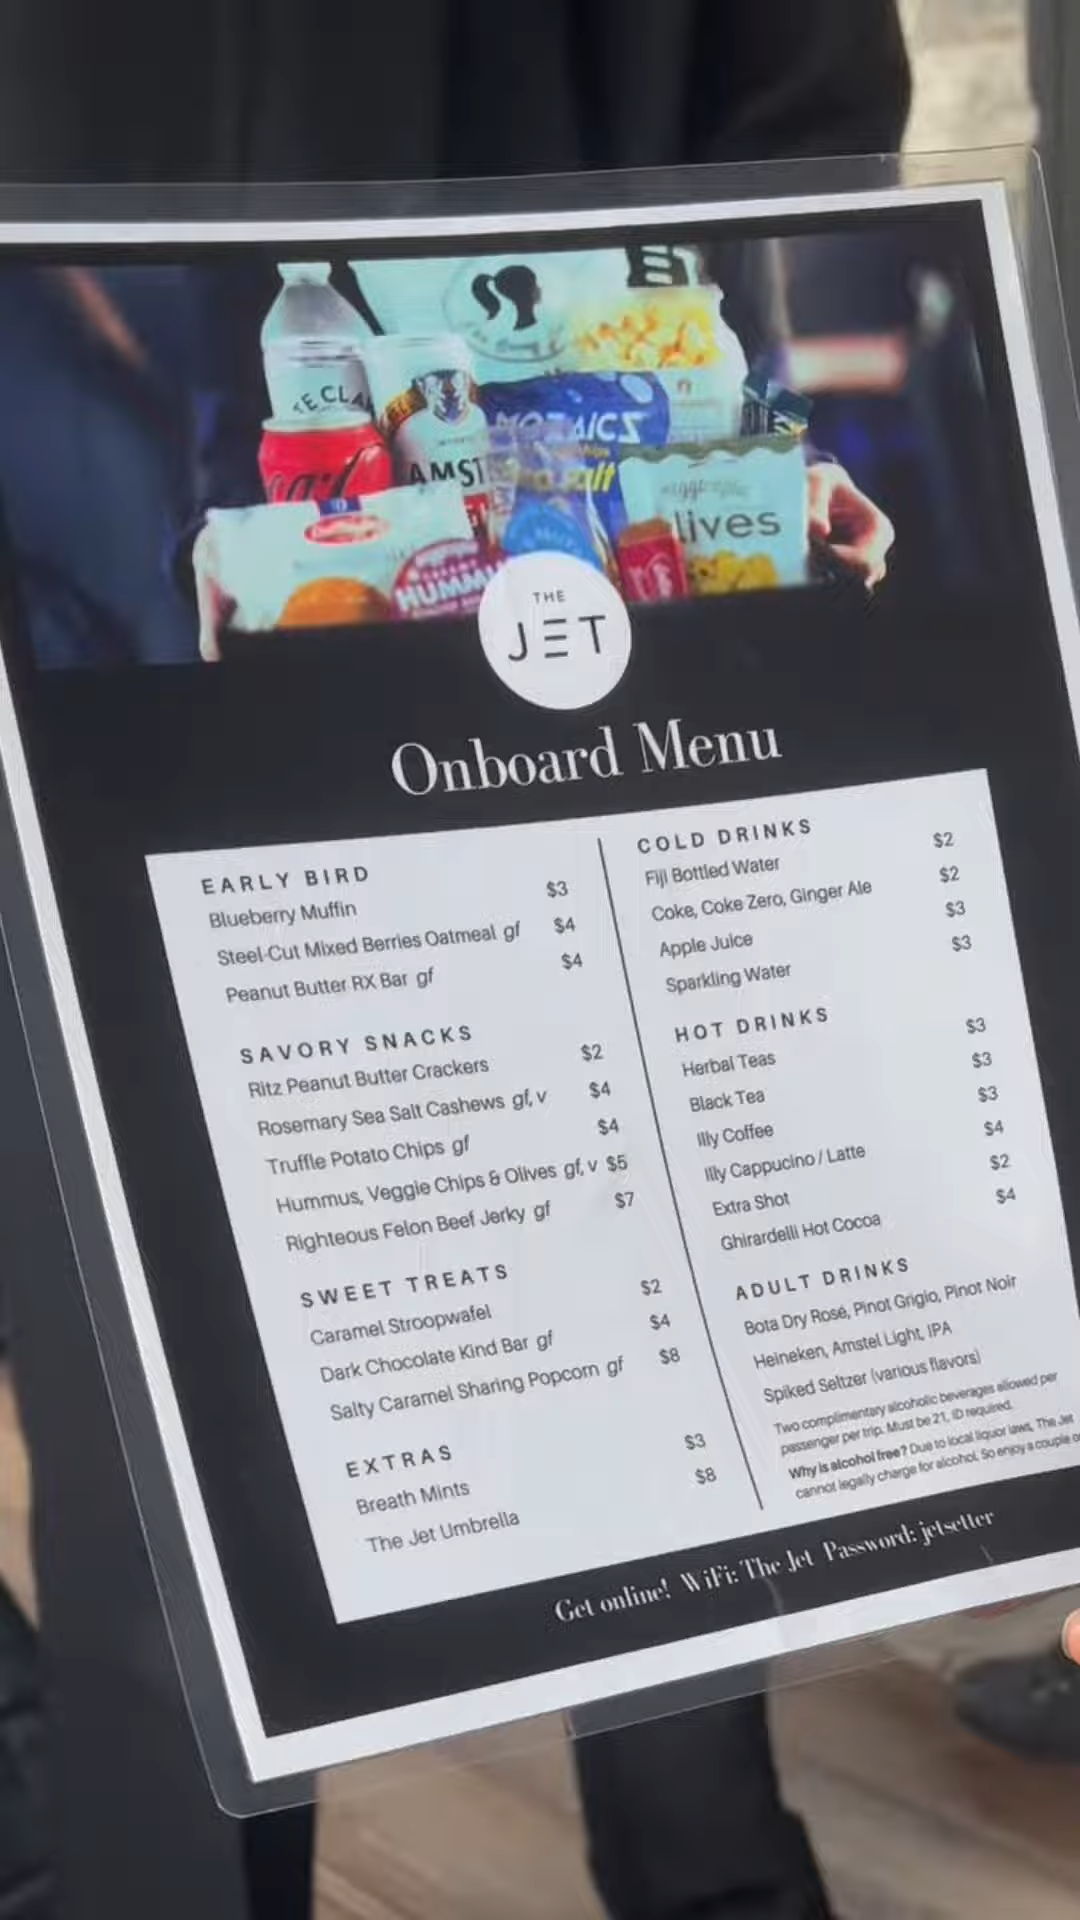 TE CLA
MOZAICS
AMST
salt
veggicopia
olives
HUMMU
THE
JET
Onboard Menu
EARLY BIRD
Blueberry Muffin $3
Steel-Cut Mixed Berries Oatmeal gf $4
Peanut Butter RX Bar gf $4
SAVORY SNACKS
Ritz Peanut Butter Crackers $2
Rosemary Sea Salt Cashews gf, v $4
Truffle Potato Chips gf $4
Hummus, Veggie Chips & Olives gf, v $5
Righteous Felon Beef Jerky gf $7
SWEET TREATS
Caramel Stroopwafel $2
Dark Chocolate Kind Bar gf $4
Salty Caramel Sharing Popcorn gf $8
EXTRAS
Breath Mints $3
The Jet Umbrella $8
COLD DRINKS
Fiji Bottled Water $2
Coke, Coke Zero, Ginger Ale $2
Apple Juice $3
Sparkling Water $3
HOT DRINKS
Herbal Teas $3
Black Tea $3
Illy Coffee $3
Illy Cappucino / Latte $4
Extra Shot $2
Ghirardelli Hot Cocoa $4
ADULT DRINKS
Bota Dry Rosé, Pinot Grigio, Pinot Noir
Heineken, Amstel Light, IPA
Spiked Seltzer (various flavors)
Two complimentary alcoholic beverages allowed per
passenger per trip. Must be 21, ID required.
Why is alcohol free? Due to local liquor laws, The Jet
cannot legally charge for alcohol. So enjoy a couple
Get online! WiFi: The Jet Password: jetsetter